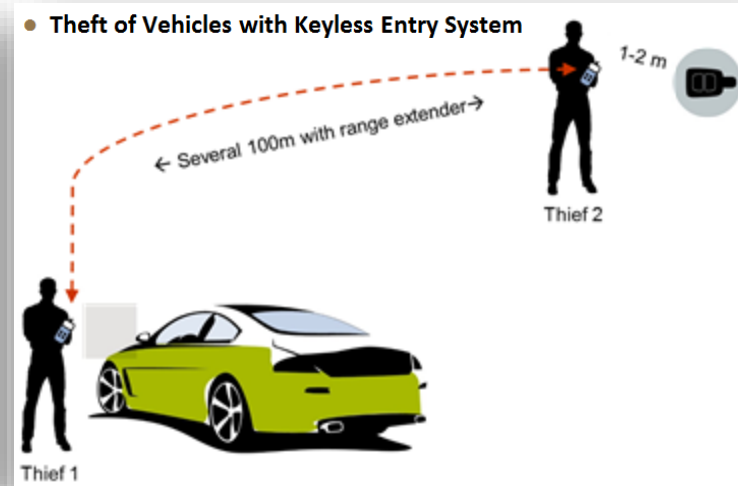 Theft of Vehicles with Keyless Entry System
1-2 m
← Several 100m with range extender→
Thief 2
Thief 1